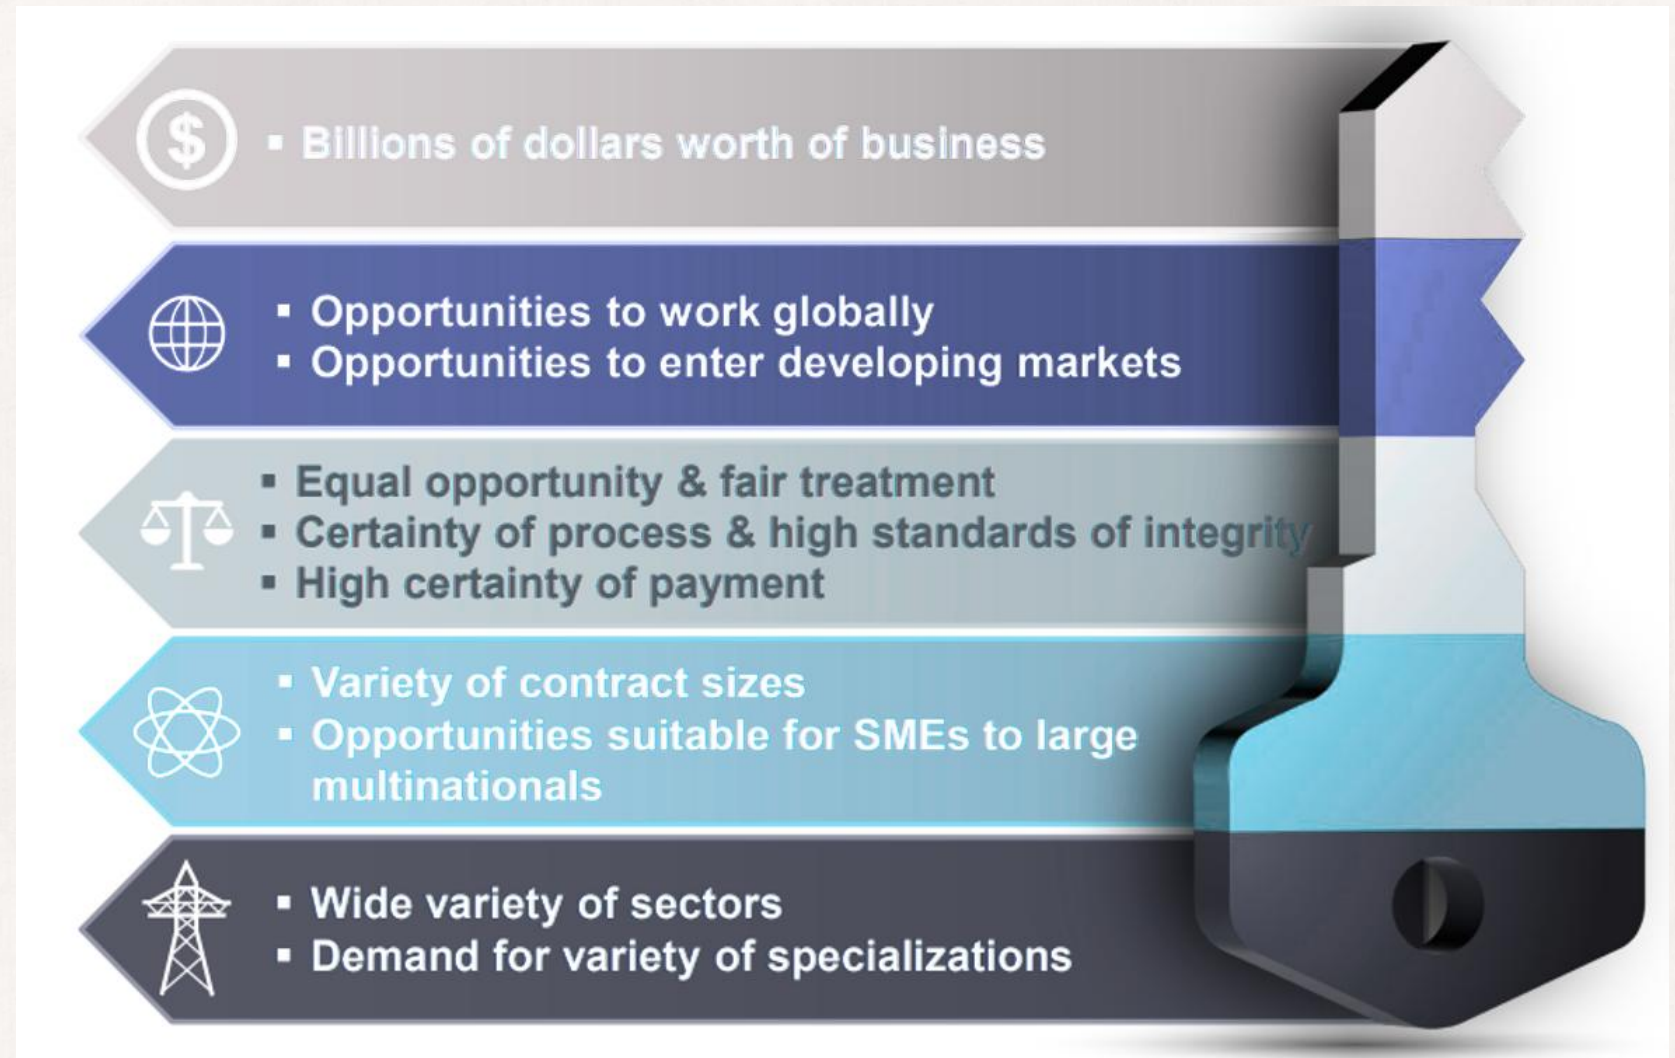 ▪ Billions of dollars worth of business
▪ Opportunities to work globally
▪ Opportunities to enter developing markets
▪ Equal opportunity & fair treatment
▪ Certainty of process & high standards of integrity
▪ High certainty of payment
▪ Variety of contract sizes
▪ Opportunities suitable for SMEs to large
multinationals
▪ Wide variety of sectors
▪ Demand for variety of specializations